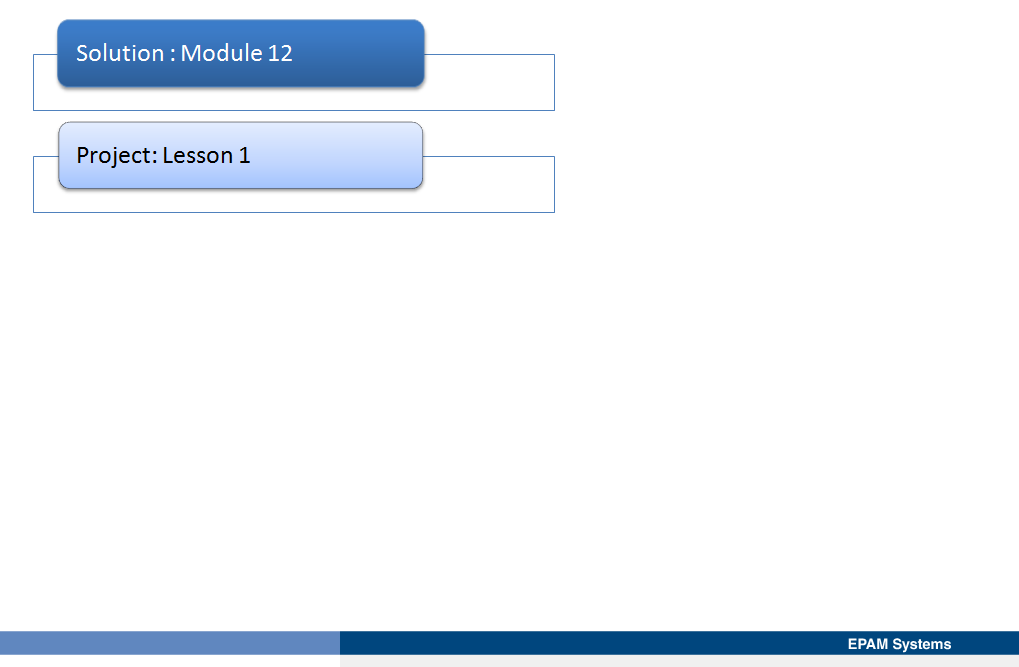 Solution : Module 12
Project: Lesson 1
EPAM Systems